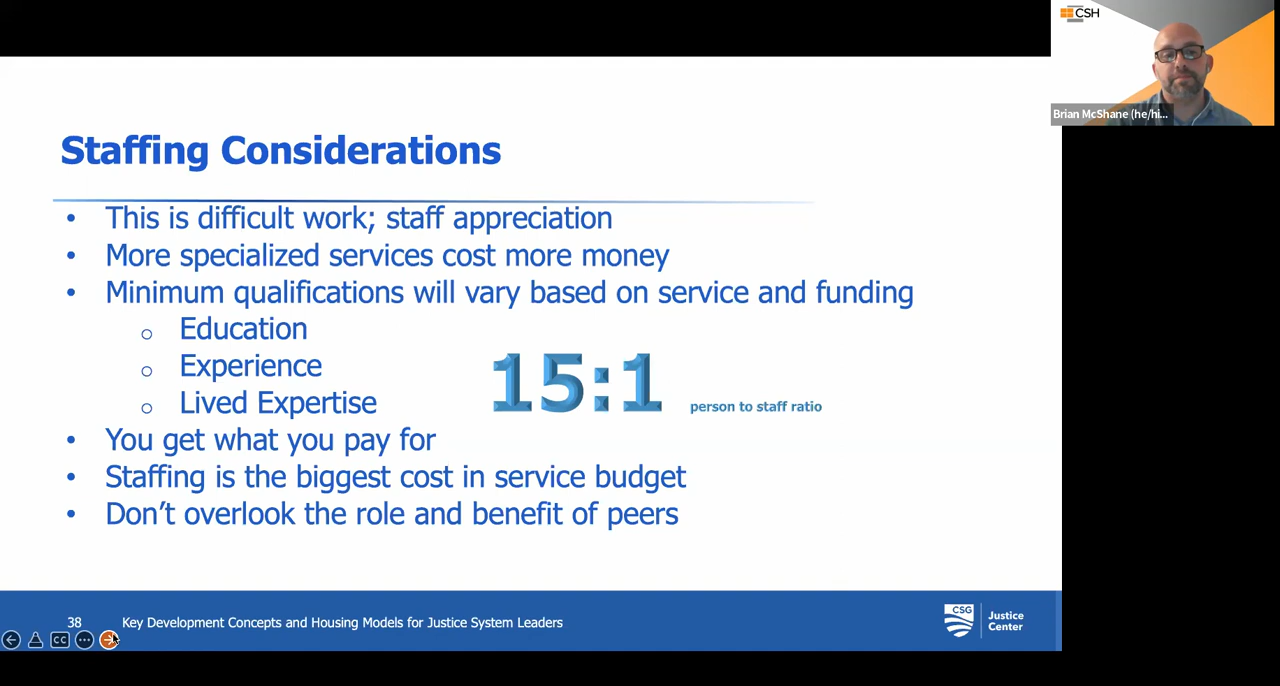 CSH
Brian McShane (he/hi...
Staffing Considerations
• This is difficult work; staff appreciation
• More specialized services cost more money
• Minimum qualifications will vary based on service and funding
o Education
o Experience
o Lived Expertise
15:1 person to staff ratio
• You get what you pay for
• Staffing is the biggest cost in service budget
• Don't overlook the role and benefit of peers
38 Key Development Concepts and Housing Models for Justice System Leaders
CSG Justice
Center
CC